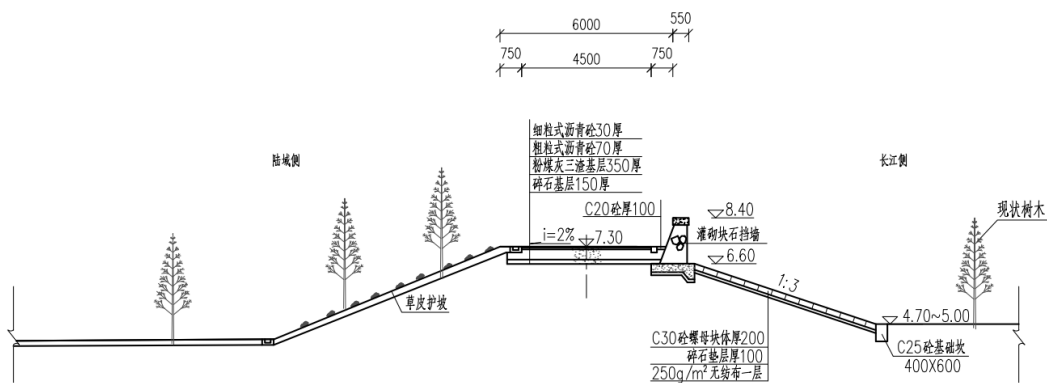 6000
550
750
4500
750
细粒式沥青砼30厚
粗粒式沥青砼70厚
粉煤灰三渣基层350厚
碎石基层150厚
陆域侧
长江侧
C20砼厚100
8.40
现状树木
i=2%
7.30
灌砌块石挡墙
6.60
1:3
草皮护坡
4.70~5.00
C30砼螺母块体厚200
碎石垫层厚100
250g/m²无纺布一层
C25砼基础坎
400X600